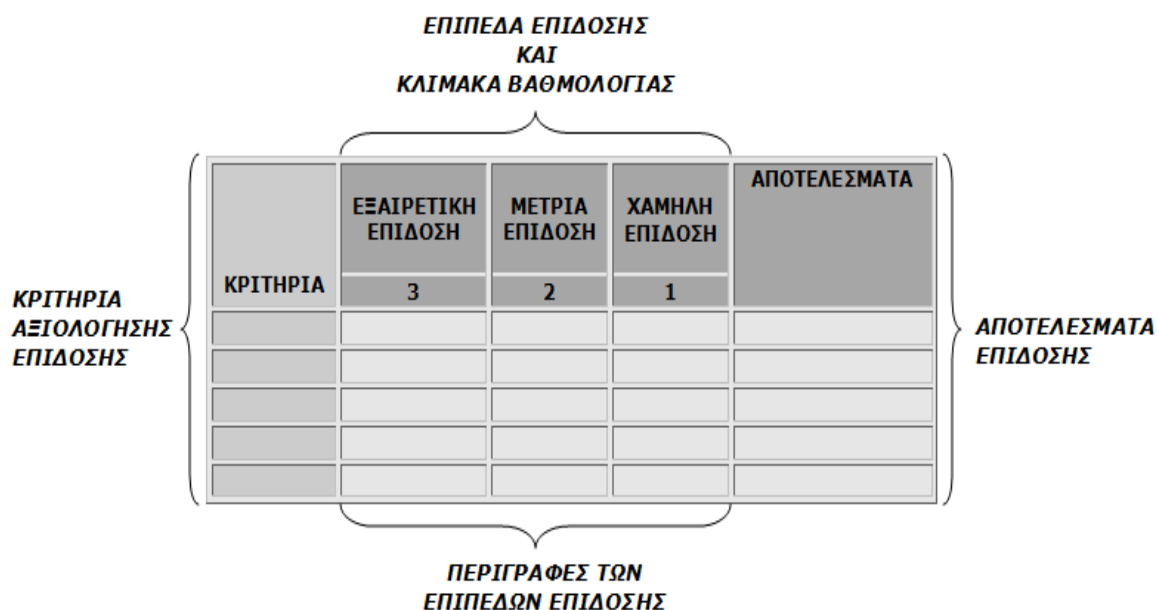 ΕΠΙΠΕΔΑ ΕΠΙΔΟΣΗΣ
ΚΑΙ
ΚΛΙΜΑΚΑ ΒΑΘΜΟΛΟΓΙΑΣ
ΚΡΙΤΗΡΙΑ
ΑΞΙΟΛΟΓΗΣΗΣ
ΕΠΙΔΟΣΗΣ
ΚΡΙΤΗΡΙΑ
ΕΞΑΙΡΕΤΙΚΗ
ΕΠΙΔΟΣΗ
3
ΜΕΤΡΙΑ
ΕΠΙΔΟΣΗ
2
ΧΑΜΗΛΗ
ΕΠΙΔΟΣΗ
1
ΑΠΟΤΕΛΕΣΜΑΤΑ
ΑΠΟΤΕΛΕΣΜΑΤΑ
ΕΠΙΔΟΣΗΣ
ΠΕΡΙΓΡΑΦΕΣ ΤΩΝ
ΕΠΙΠΕΔΩΝ ΕΠΙΔΟΣΗΣ